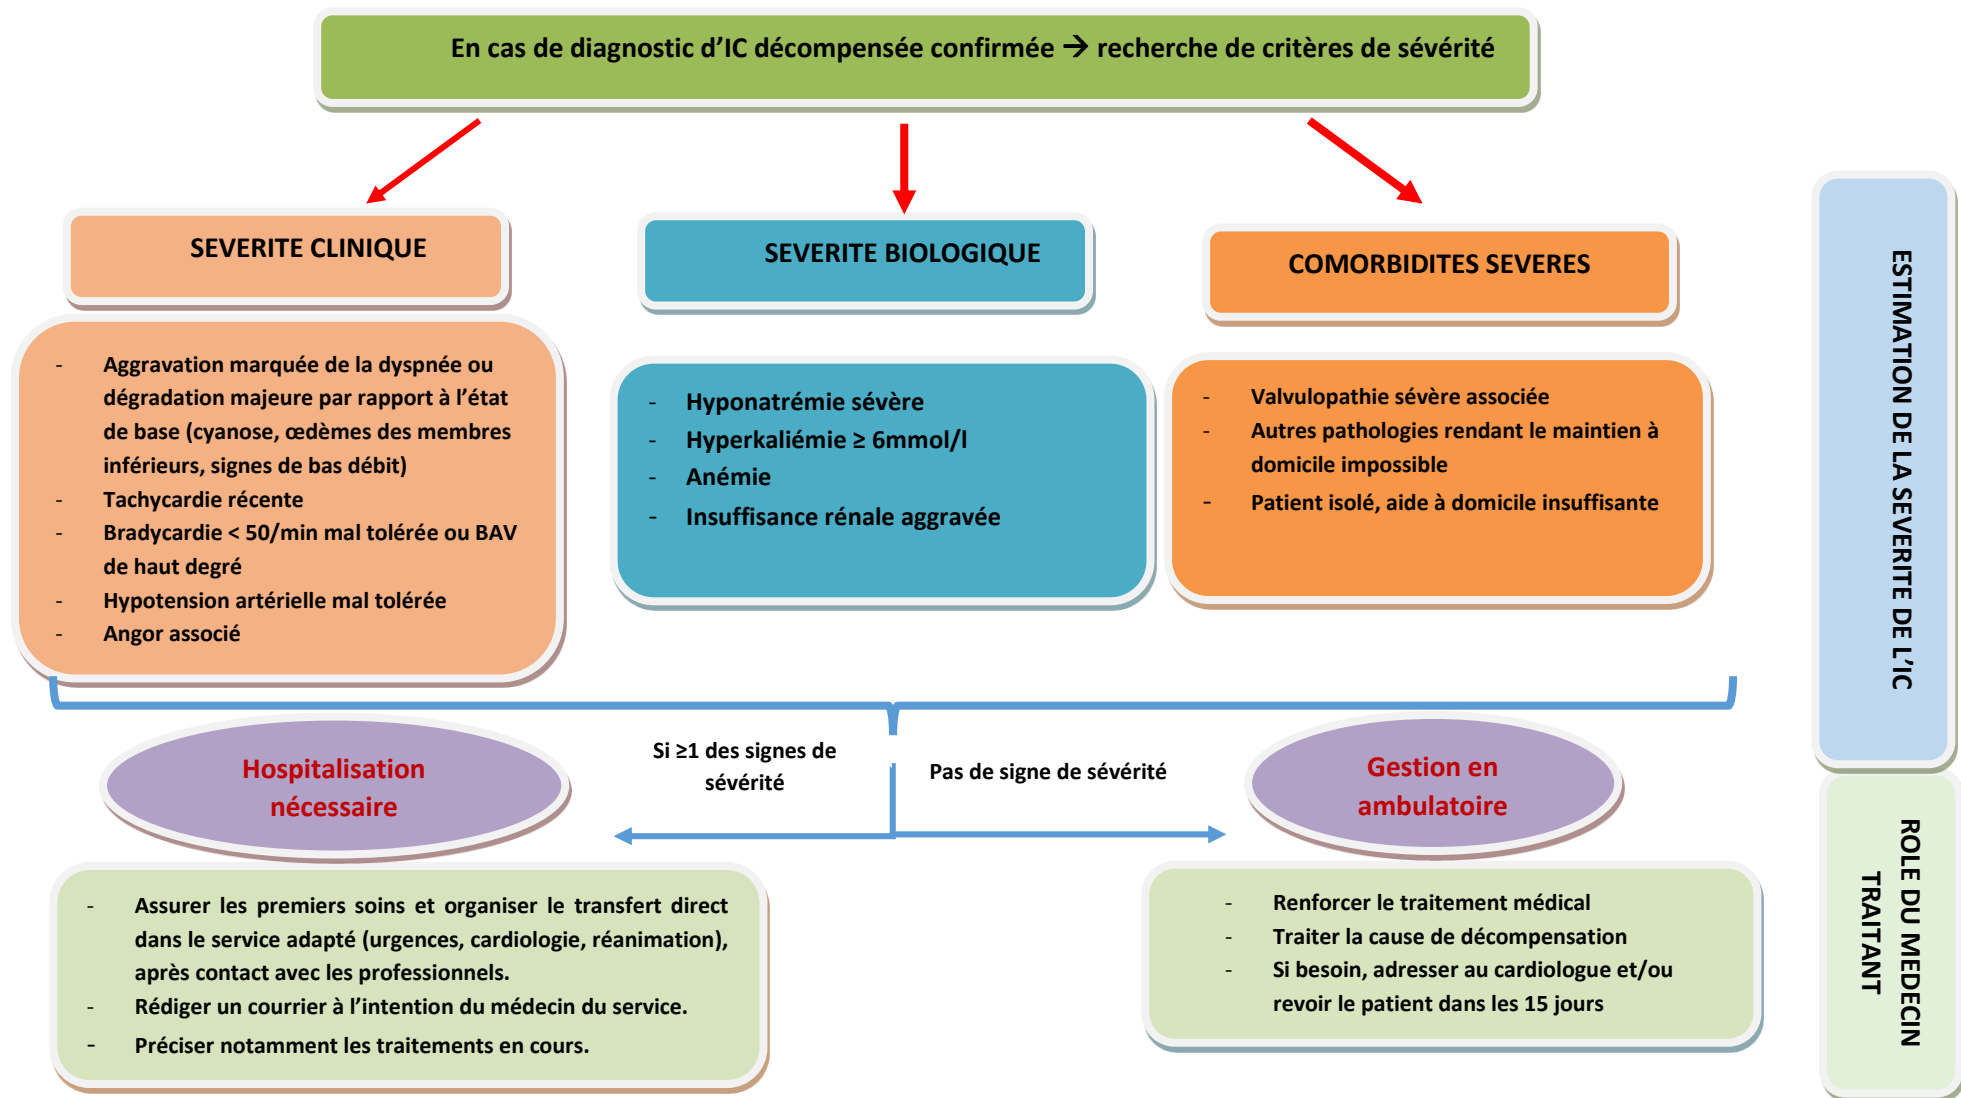 En cas de diagnostic d’IC décompensée confirmée → recherche de critères de sévérité
SEVERITE CLINIQUE
- Aggravation marquée de la dyspnée ou
dégradation majeure par rapport à l’état
de base (cyanose, œdèmes des membres
inférieurs, signes de bas débit)
- Tachycardie récente
- Bradycardie < 50/min mal tolérée ou BAV
de haut degré
- Hypotension artérielle mal tolérée
- Angor associé
SEVERITE BIOLOGIQUE
- Hyponatrémie sévère
- Hyperkaliémie ≥ 6mmol/l
- Anémie
- Insuffisance rénale aggravée
COMORBIDITES SEVERES
- Valvulopathie sévère associée
- Autres pathologies rendant le maintien à
domicile impossible
- Patient isolé, aide à domicile insuffisante
ESTIMATION DE LA SEVERITE DE L’IC
Hospitalisation
nécessaire
Si ≥1 des signes de
sévérité
Pas de signe de sévérité
Gestion en
ambulatoire
- Assurer les premiers soins et organiser le transfert direct
dans le service adapté (urgences, cardiologie, réanimation),
après contact avec les professionnels.
- Rédiger un courrier à l’intention du médecin du service.
- Préciser notamment les traitements en cours.
- Renforcer le traitement médical
- Traiter la cause de décompensation
- Si besoin, adresser au cardiologue et/ou
revoir le patient dans les 15 jours
ROLE DU MEDECIN
TRAITANT